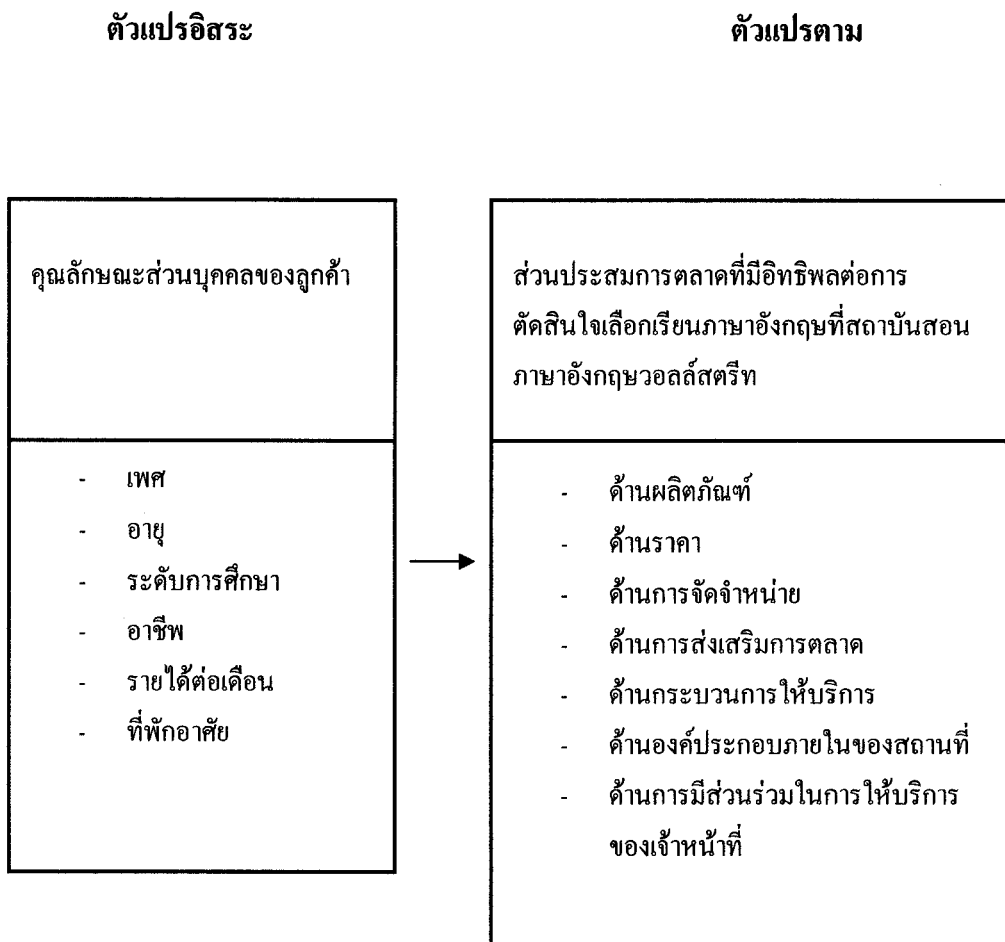 ตัวแปรอิสระ
ตัวแปรตาม
คุณลักษณะส่วนบุคคลของลูกค้า
- เพศ
- อายุ
- ระดับการศึกษา
- อาชีพ
- รายได้ต่อเดือน
- ที่พักอาศัย
ส่วนประสมการตลาดที่มีอิทธิพลต่อการ
ตัดสินใจเลือกเรียนภาษาอังกฤษที่สถาบันสอน
ภาษาอังกฤษวอลล์สตรีท
- ด้านผลิตภัณฑ์
- ด้านราคา
- ด้านการจัดจำหน่าย
- ด้านการส่งเสริมการตลาด
- ด้านกระบวนการให้บริการ
- ด้านองค์ประกอบภายในของสถานที่
- ด้านการมีส่วนร่วมในการให้บริการ
ของเจ้าหน้าที่